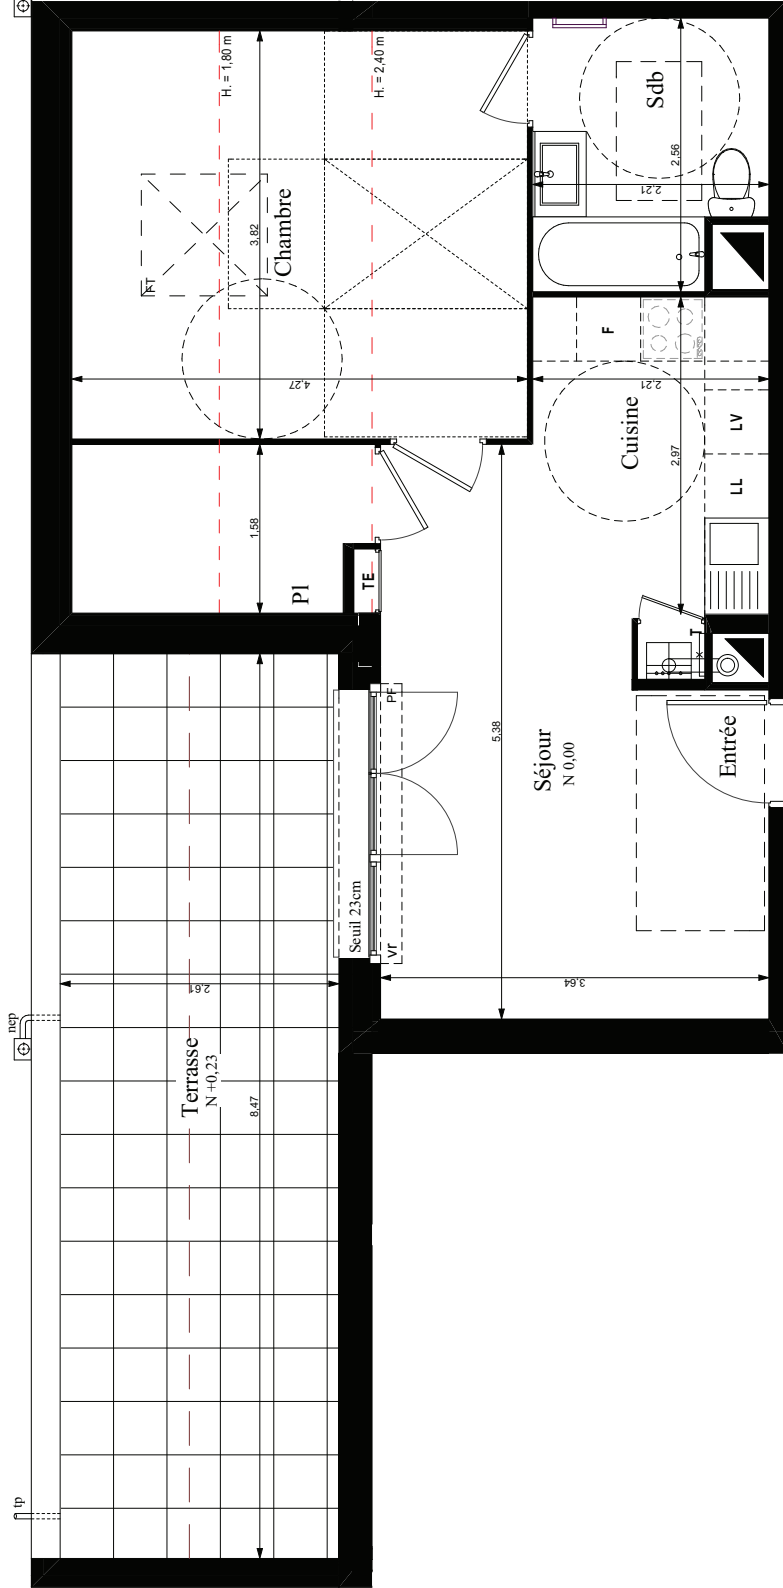 H. = 1,80 m
H. = 2,40 m
Sdb
2,56
2,21
FT
3,82
Chambre
4,27
2,21
F
Cuisine
2,97
LV
LL
1,58
Pl
TE
T
PF
5,38
Séjour
N 0,00
Entrée
Seuil 23cm
vr
3,64
2,61
nep
Terrasse
N +0,23
8,47
tp